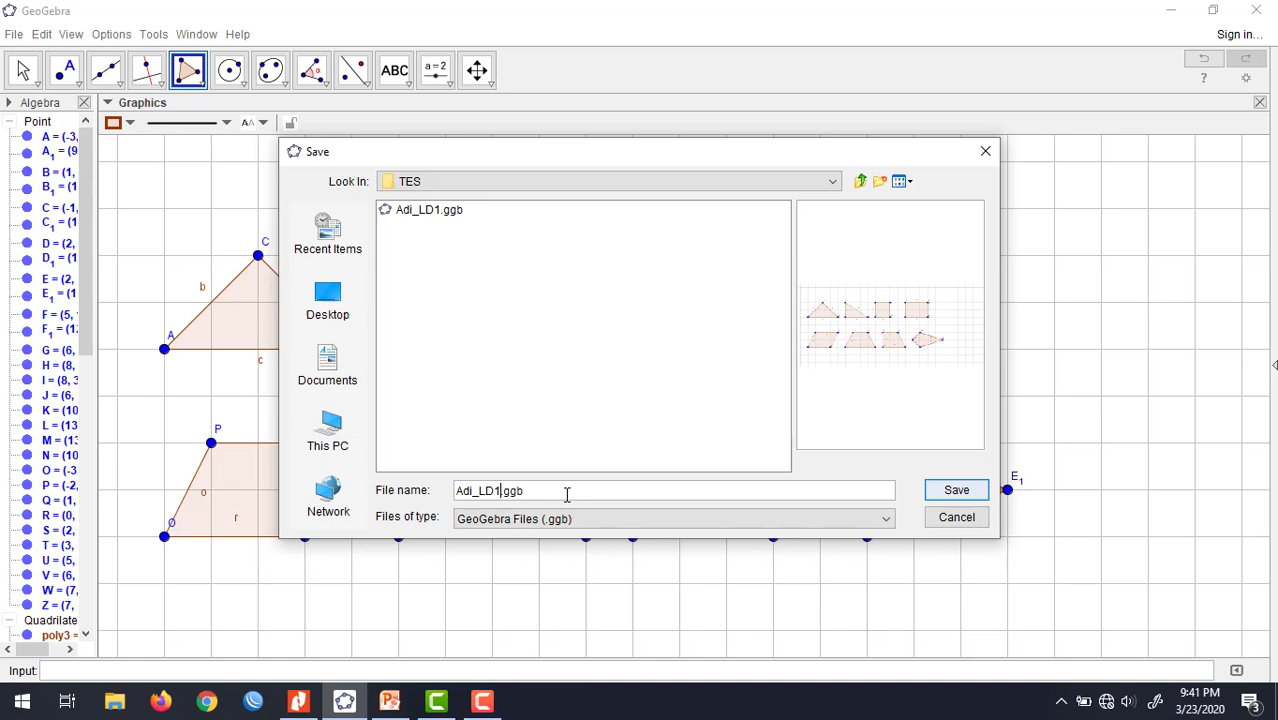 GeoGebra
File Edit View Options Tools Window Help
Sign in...
A
ABC
a=2
?
Algebra
Graphics
AA
Point
A = (-3,
A1 (9
B = (1,
B1 (1
C = (-1,
C1 (1
D = (2,
D1 (1
E = (2,
E1 (1
F = (5,
F1 (12
G = (6,
H = (8,
I = (8, 3
J = (6,
K = (10
L = (13
M = (13
N = (10
O = (-3
P = (-2,
Q = (1,
R = (0,
S = (2,
T = (3,
U = (5,
V = (6,
W = (7,
Z = (7,
Quadrilate
poly3 =
C
b
A
c
P
o
O
r
E1
Save
Look In:
TES
Adi_LD1.ggb
Recent Items
Desktop
Documents
This PC
Network
File name:
Adi_LD1.ggb
Save
Files of type:
GeoGebra Files (.ggb)
Cancel
Input:
9:41 PM
3/23/2020
3